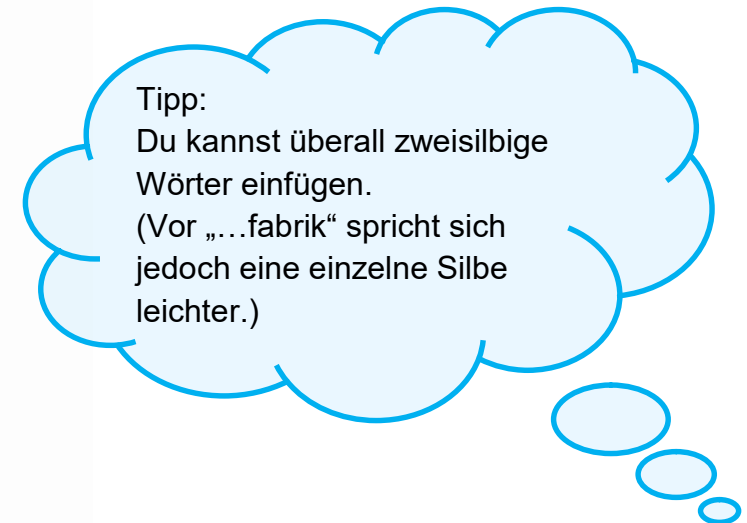 Tipp:
Du kannst überall zweisilbige
Wörter einfügen.
(Vor „…fabrik“ spricht sich
jedoch eine einzelne Silbe
leichter.)